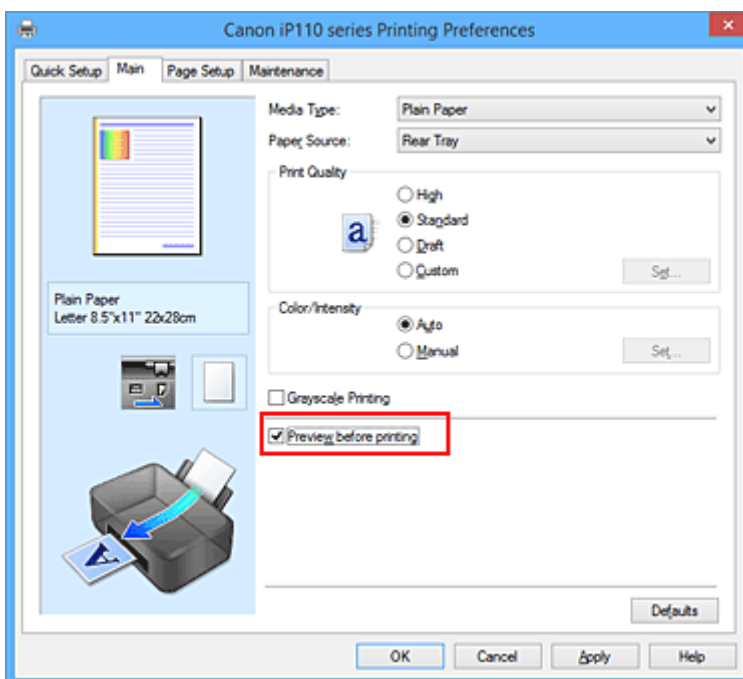 Canon iP110 series Printing Preferences
Quick Setup Main Page Setup Maintenance
Media Type: Plain Paper
Paper Source: Rear Tray
Print Quality
High
a Standard
Draft
Custom Set...
Plain Paper
Letter 8.5"x11" 22x28cm
Color/Intensity
Auto
Manual Set...
Grayscale Printing
Preview before printing
A
Defaults
OK Cancel Apply Help